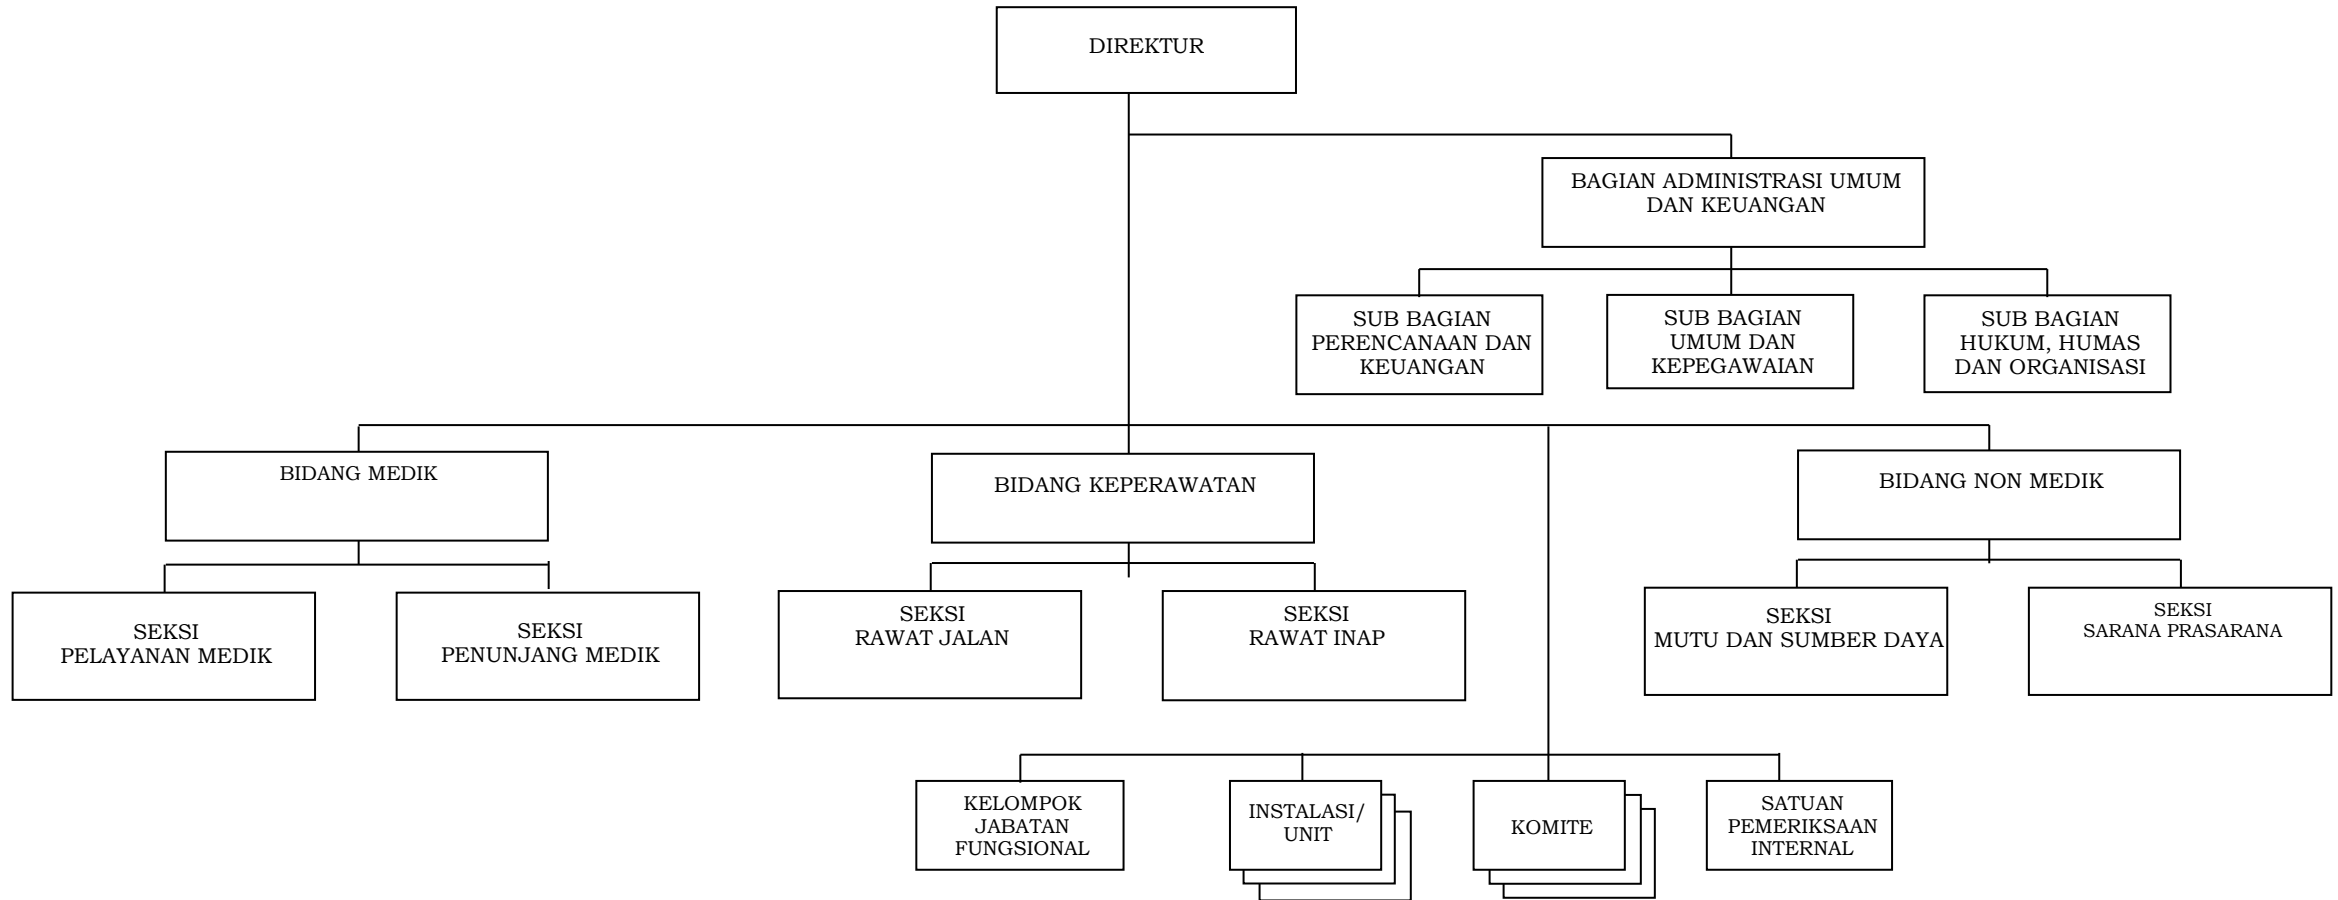 DIREKTUR
BAGIAN ADMINISTRASI UMUM
DAN KEUANGAN
SUB BAGIAN
PERENCANAAN DAN
KEUANGAN
SUB BAGIAN
UMUM DAN
KEPEGAWAIAN
SUB BAGIAN
HUKUM, HUMAS
DAN ORGANISASI
BIDANG MEDIK
BIDANG KEPERAWATAN
BIDANG NON MEDIK
SEKSI
PELAYANAN MEDIK
SEKSI
PENUNJANG MEDIK
SEKSI
RAWAT JALAN
SEKSI
RAWAT INAP
SEKSI
MUTU DAN SUMBER DAYA
SEKSI
SARANA PRASARANA
KELOMPOK
JABATAN
FUNGSIONAL
INSTALASI/
UNIT
KOMITE
SATUAN
PEMERIKSAAN
INTERNAL